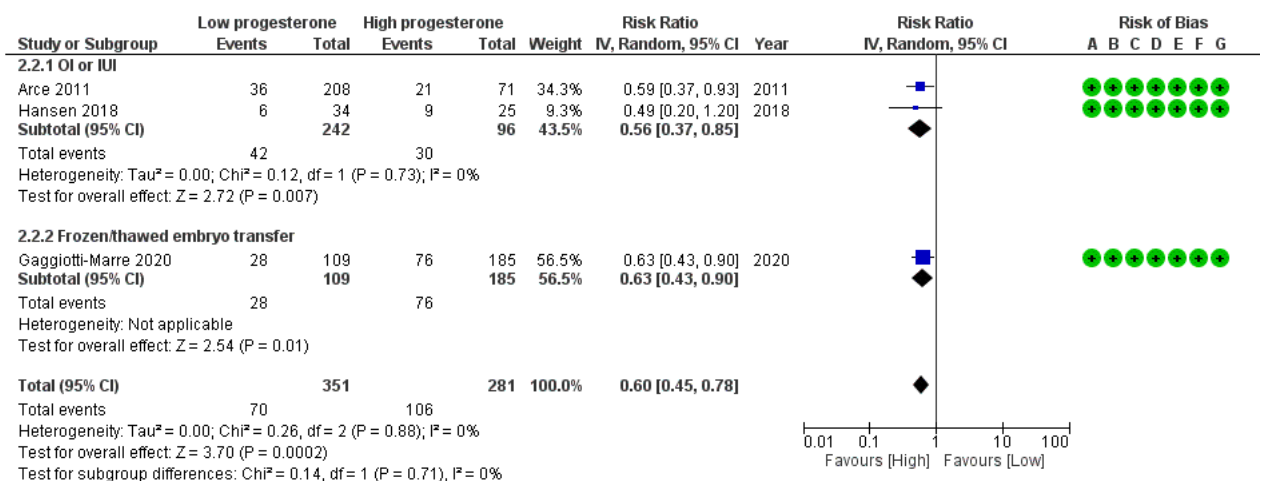 Low progesterone High progesterone Risk Ratio Risk Ratio Risk of Bias
Study or Subgroup Events Total Events Total Weight IV, Random, 95% CI Year IV, Random, 95% CI A B C D E F G
2.2.1 OI or IUI
Arce 2011 36 208 21 71 34.3% 0.59 [0.37, 0.93] 2011 + + + + + + +
Hansen 2018 6 34 9 25 9.3% 0.49 [0.20, 1.20] 2018 + + + + + + +
Subtotal (95% CI) 242 96 43.5% 0.56 [0.37, 0.85]
Total events 42 30
Heterogeneity: Tau² = 0.00; Chi² = 0.12, df = 1 (P = 0.73); I² = 0%
Test for overall effect: Z = 2.72 (P = 0.007)
2.2.2 Frozen/thawed embryo transfer
Gaggiotti-Marre 2020 28 109 76 185 56.5% 0.63 [0.43, 0.90] 2020 + + + + + + +
Subtotal (95% CI) 109 185 56.5% 0.63 [0.43, 0.90]
Total events 28 76
Heterogeneity: Not applicable
Test for overall effect: Z = 2.54 (P = 0.01)
Total (95% CI) 351 281 100.0% 0.60 [0.45, 0.78]
Total events 70 106
Heterogeneity: Tau² = 0.00; Chi² = 0.26, df = 2 (P = 0.88); I² = 0%
Test for overall effect: Z = 3.70 (P = 0.0002)
Test for subgroup differences: Chi² = 0.14, df = 1 (P = 0.71), I² = 0%
0.01 0.1 1 10 100
Favours [High] Favours [Low]